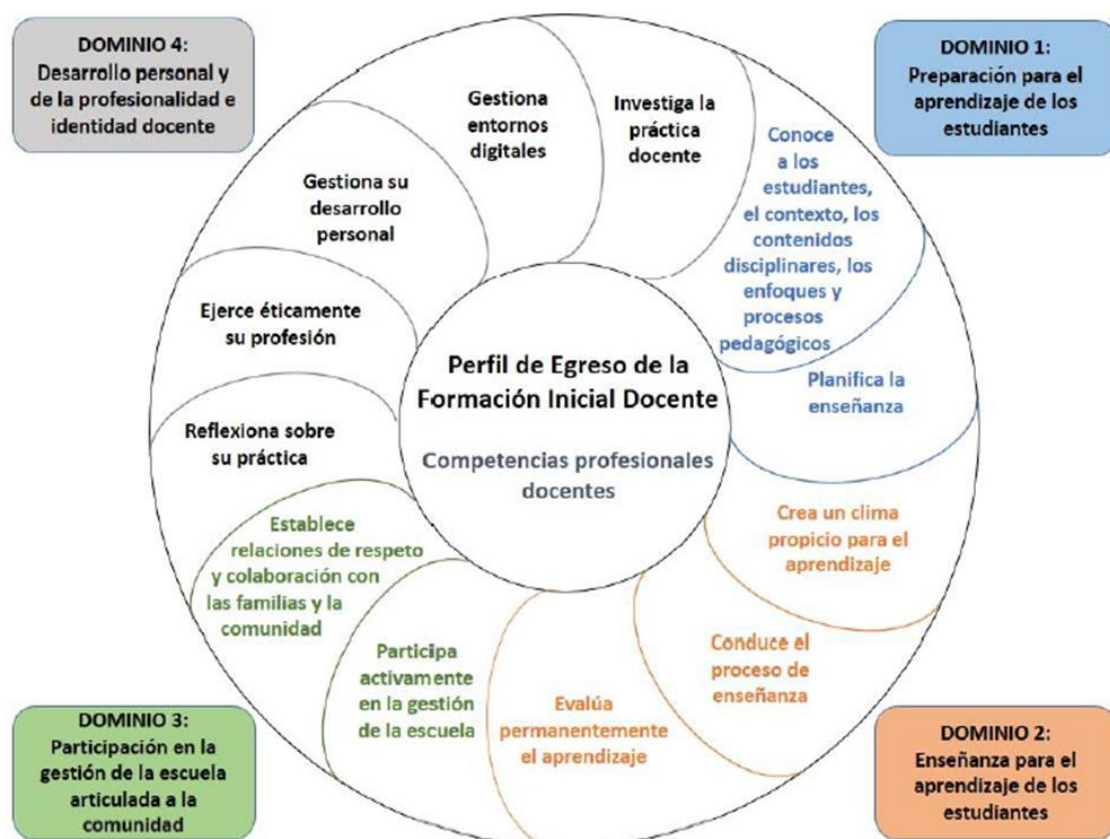 DOMINIO 4:
Desarrollo personal y
de la profesionalidad e
identidad docente
DOMINIO 1:
Preparación para el
aprendizaje de los
estudiantes
Gestiona
entornos
digitales
Investiga la
práctica
docente
Conoce
a los
estudiantes,
el contexto, los
contenidos
disciplinares, los
enfoques y
procesos
pedagógicos
Gestiona su
desarrollo
personal
Ejerce éticamente
su profesión
Perfil de Egreso de la
Formación Inicial Docente
Competencias profesionales
docentes
Planifica la
enseñanza
Reflexiona sobre
su práctica
Crea un clima
propicio para el
aprendizaje
Establece
relaciones de respeto
y colaboración con
las familias y la
comunidad
Conduce el
proceso de
enseñanza
Participa
activamente
en la gestión
de la escuela
Evalúa
permanentemente
el aprendizaje
DOMINIO 3:
Participación en la
gestión de la escuela
articulada a la
comunidad
DOMINIO 2:
Enseñanza para el
aprendizaje de los
estudiantes